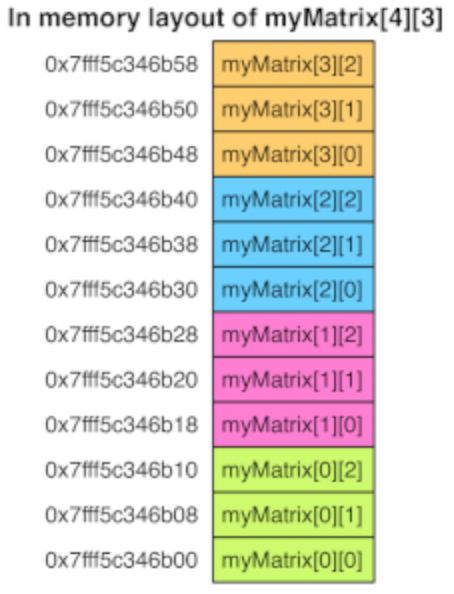 In memory layout of myMatrix[4][3]
0x7fff5c346b58 myMatrix[3][2]
0x7fff5c346b50 myMatrix[3][1]
0x7fff5c346b48 myMatrix[3][0]
0x7fff5c346b40 myMatrix[2][2]
0x7fff5c346b38 myMatrix[2][1]
0x7fff5c346b30 myMatrix[2][0]
0x7fff5c346b28 myMatrix[1][2]
0x7fff5c346b20 myMatrix[1][1]
0x7fff5c346b18 myMatrix[1][0]
0x7fff5c346b10 myMatrix[0][2]
0x7fff5c346b08 myMatrix[0][1]
0x7fff5c346b00 myMatrix[0][0]